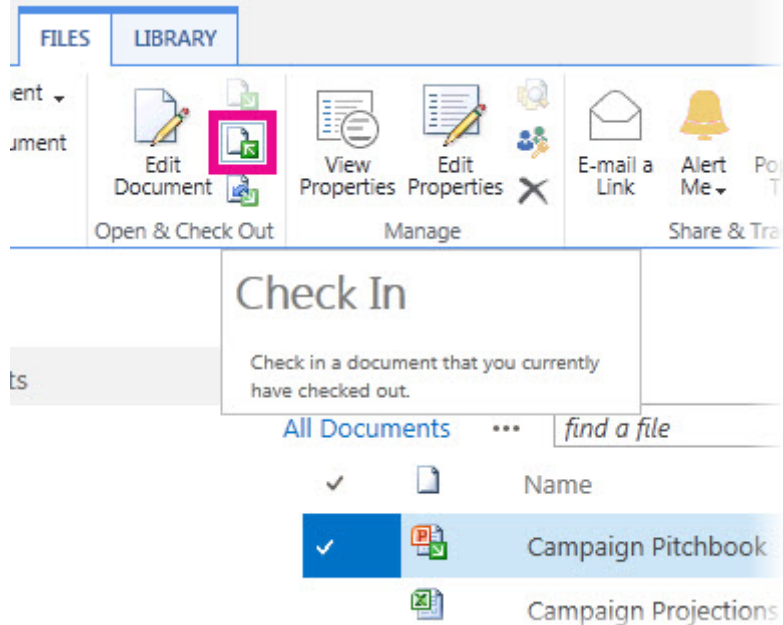 FILES LIBRARY
ent
ument
Edit
Document
View
Properties
Edit
Properties
E-mail a
Link
Alert
Me
Open & Check Out
Manage
Share &
Check In
Check in a document that you currently
have checked out.
ts
All Documents ••• find a file
Name
Campaign Pitchbook
Campaign Projections